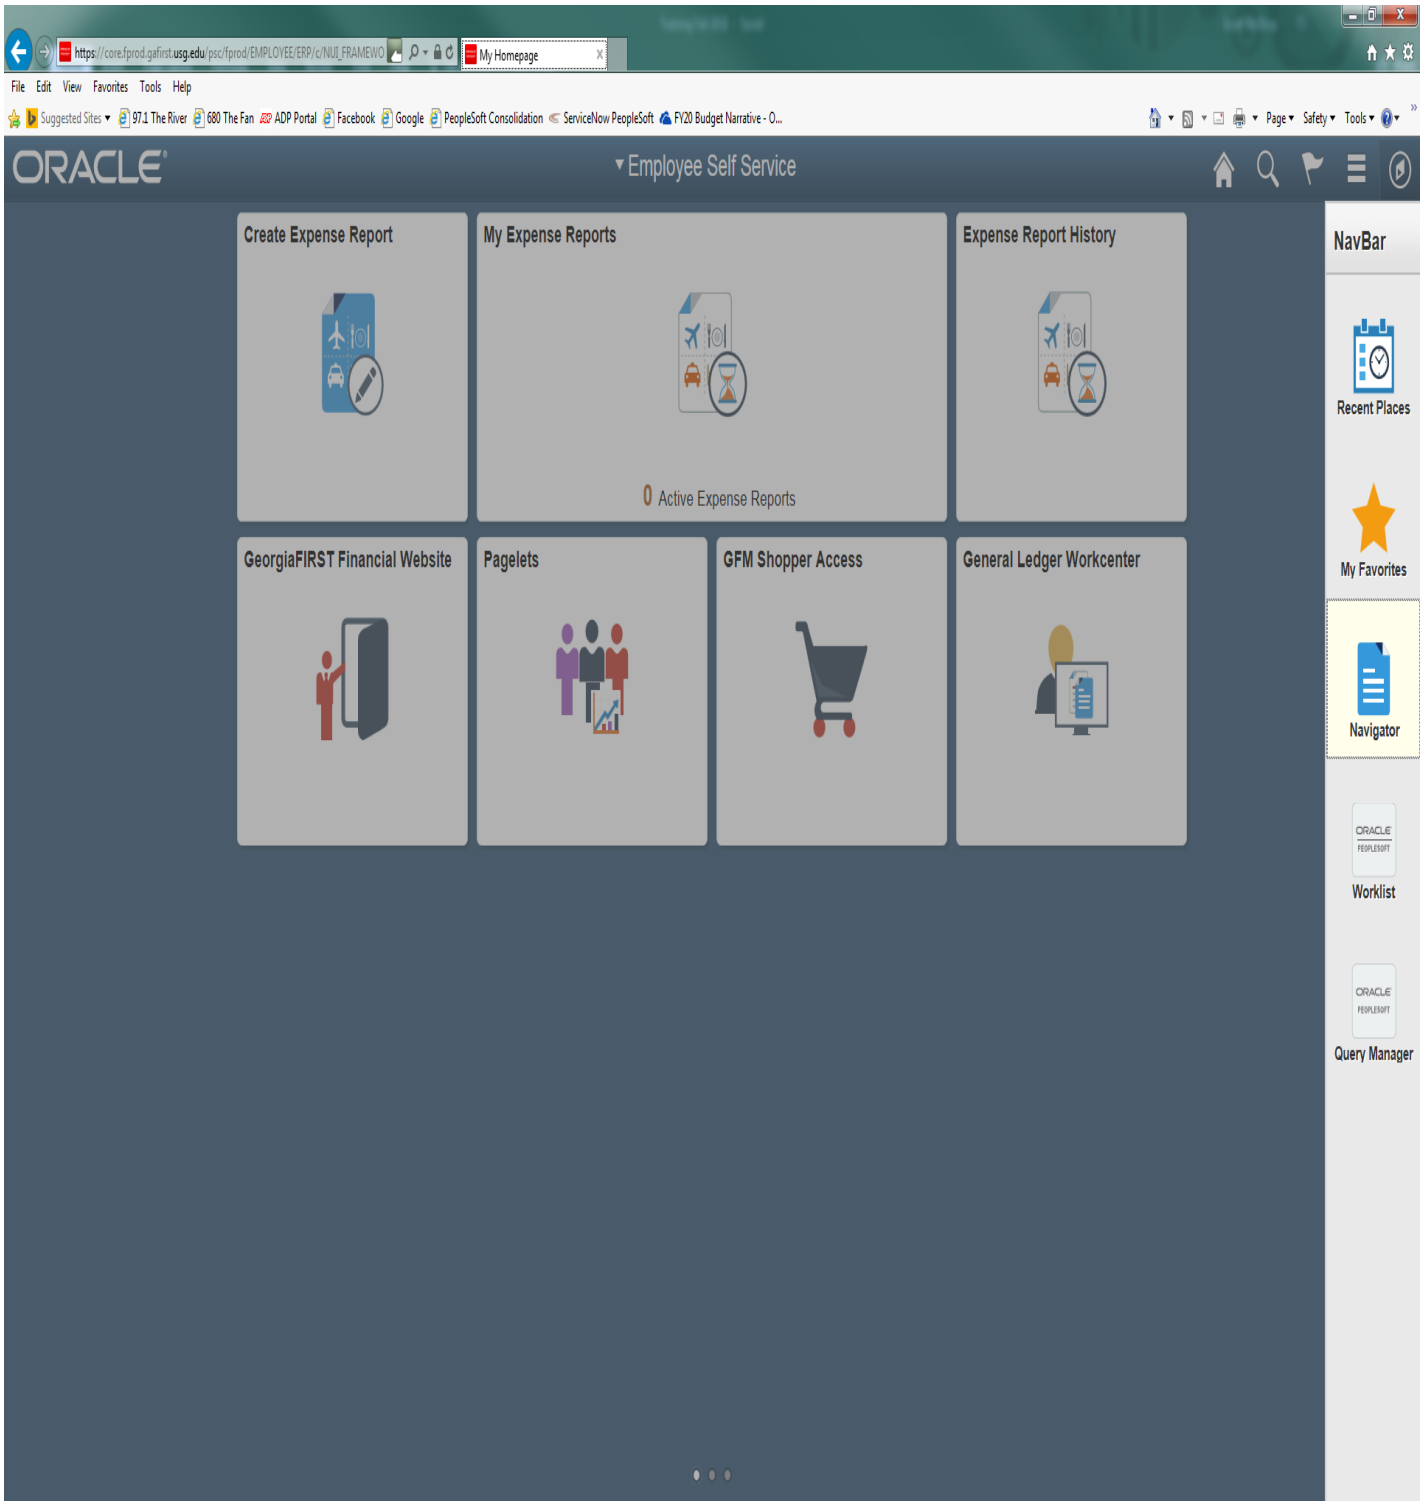 https://core.fprod.gafirst.usg.edu/psc/fprod/EMPLOYEE/ERP/c/NUI_FRAMEWO
My Homepage
File Edit View Favorites Tools Help
Suggested Sites 97.1 The River 680 The Fan ADP Portal Facebook Google PeopleSoft Consolidation ServiceNow PeopleSoft FY20 Budget Narrative - O...
Page Safety Tools
ORACLE
Employee Self Service
Create Expense Report
My Expense Reports
0 Active Expense Reports
Expense Report History
GeorgiaFIRST Financial Website
Pagelets
GFM Shopper Access
General Ledger Workcenter
NavBar
Recent Places
My Favorites
Navigator
ORACLE
PEOPLESOFT
Worklist
ORACLE
PEOPLESOFT
Query Manager